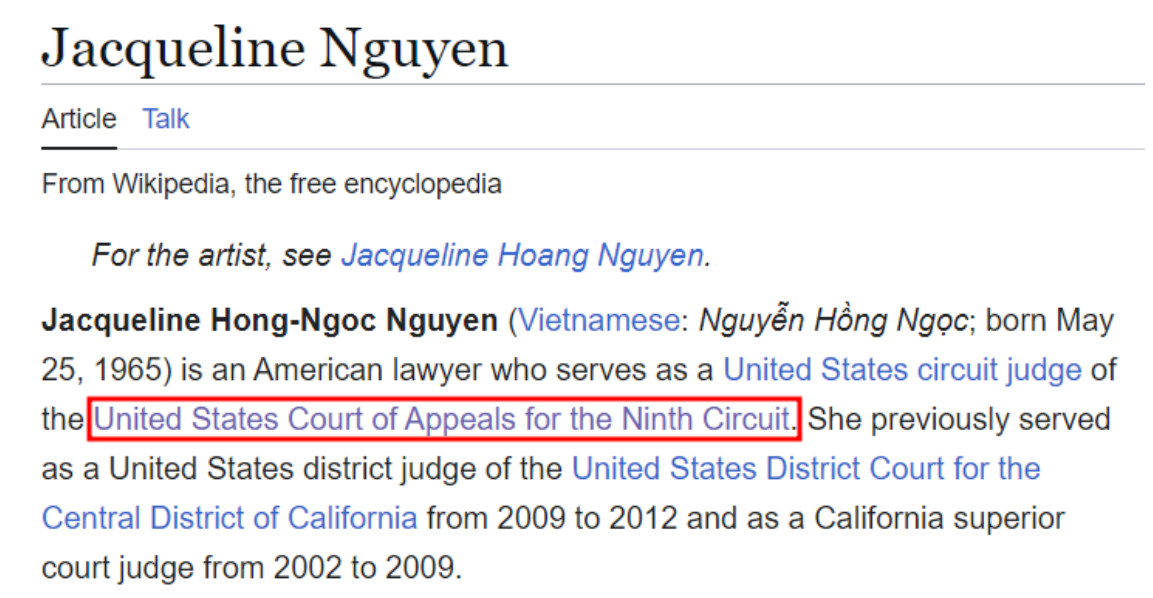 Jacqueline Nguyen
Article Talk
From Wikipedia, the free encyclopedia
For the artist, see Jacqueline Hoang Nguyen.
Jacqueline Hong-Ngoc Nguyen (Vietnamese: Nguyễn Hồng Ngọc; born May
25, 1965) is an American lawyer who serves as a United States circuit judge of
the United States Court of Appeals for the Ninth Circuit. She previously served
as a United States district judge of the United States District Court for the
Central District of California from 2009 to 2012 and as a California superior
court judge from 2002 to 2009.